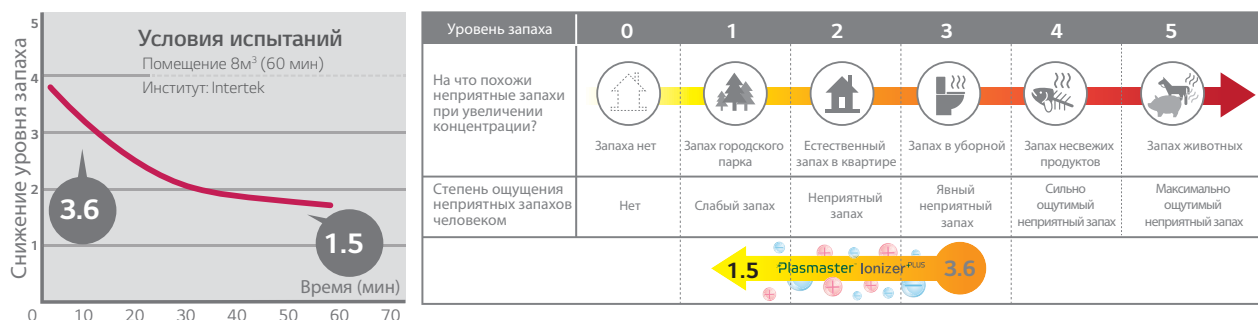 Снижение уровня запаха
5
4
3
2
1
Условия испытаний
Помещение 8м³ (60 мин)
Институт: Intertek
3.6
1.5
Время (мин)
0 10 20 30 40 50 60 70
Уровень запаха 0 1 2 3 4 5
На что похожи
неприятные запахи
при увеличении
концентрации?
Запаха нет
Запах городского
парка
Естественный
запах в квартире
Запах в уборной
Запах несвежих
продуктов
Запах животных
Степень ощущения
неприятных запахов
человеком
Нет
Слабый запах
Неприятный
запах
Явный
неприятный
запах
Сильно
ощутимый
неприятный запах
Максимально
ощутимый
неприятный запах
1.5 Plasmaster Ionizer PLUS 3.6